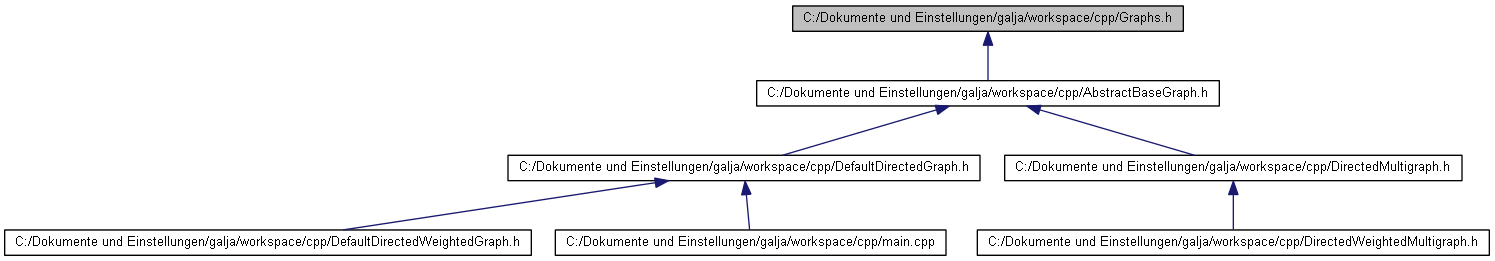 C:/Dokumente und Einstellungen/galja/workspace/cpp/Graphs.h
C:/Dokumente und Einstellungen/galja/workspace/cpp/AbstractBaseGraph.h
C:/Dokumente und Einstellungen/galja/workspace/cpp/DefaultDirectedGraph.h
C:/Dokumente und Einstellungen/galja/workspace/cpp/DirectedMultigraph.h
C:/Dokumente und Einstellungen/galja/workspace/cpp/DefaultDirectedWeightedGraph.h
C:/Dokumente und Einstellungen/galja/workspace/cpp/main.cpp
C:/Dokumente und Einstellungen/galja/workspace/cpp/DirectedWeightedMultigraph.h